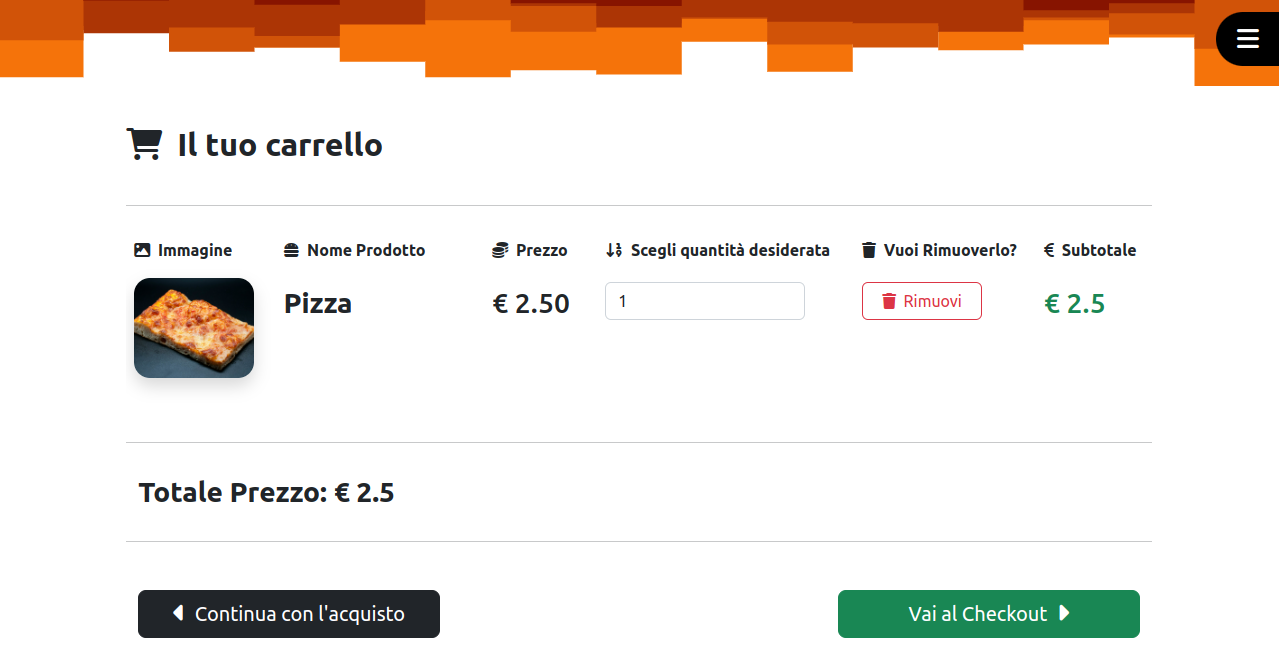 Il tuo carrello
Immagine Nome Prodotto Prezzo Scegli quantità desiderata Vuoi Rimuoverlo? € Subtotale
Pizza € 2.50 1 Rimuovi € 2.5
Totale Prezzo: € 2.5
Continua con l'acquisto Vai al Checkout